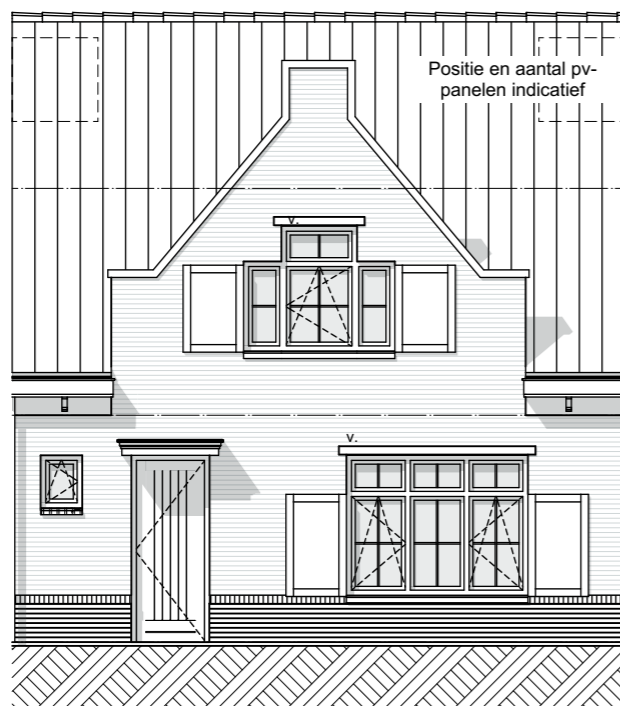 Positie en aantal pv-
panelen indicatief
v.
v.